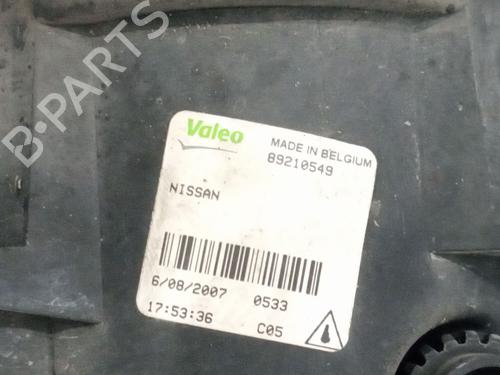 B-PARTS
Valeo
MADE IN BELGIUM
89210549
NISSAN
6/08/2007 0533
17:53:36 C05